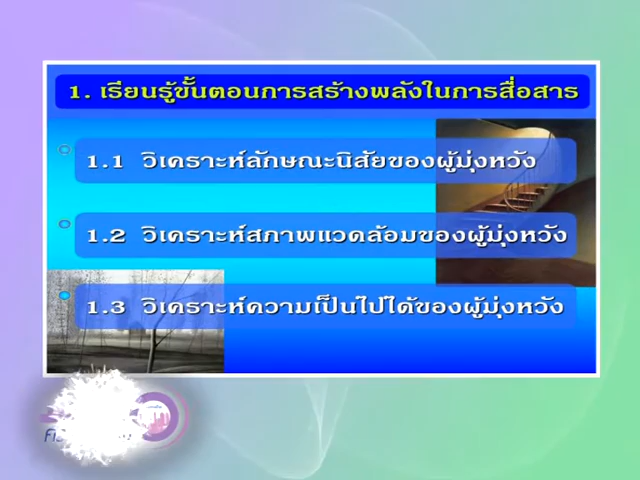 1. เรียนรู้ขั้นตอนการสร้างพลังในการสื่อสาร
1.1 วิเคราะห์ลักษณะนิสัยของผู้มุ่งหวัง
1.2 วิเคราะห์สภาพแวดล้อมของผู้มุ่งหวัง
1.3 วิเคราะห์ความเป็นไปได้ของผู้มุ่งหวัง